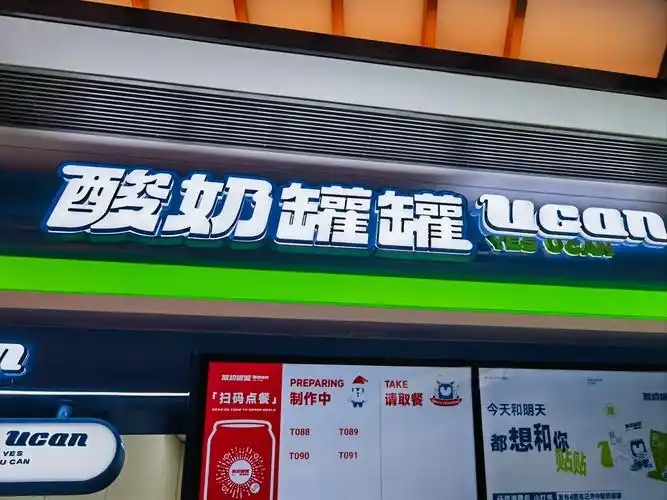 酸奶罐罐 ucan
YES U CAN
ucan
YES
U CAN
「扫码点餐」
PREPARING
制作中
T088 T089
T090 T091
TAKE
请取餐
今天和明天
都想和你
贴贴